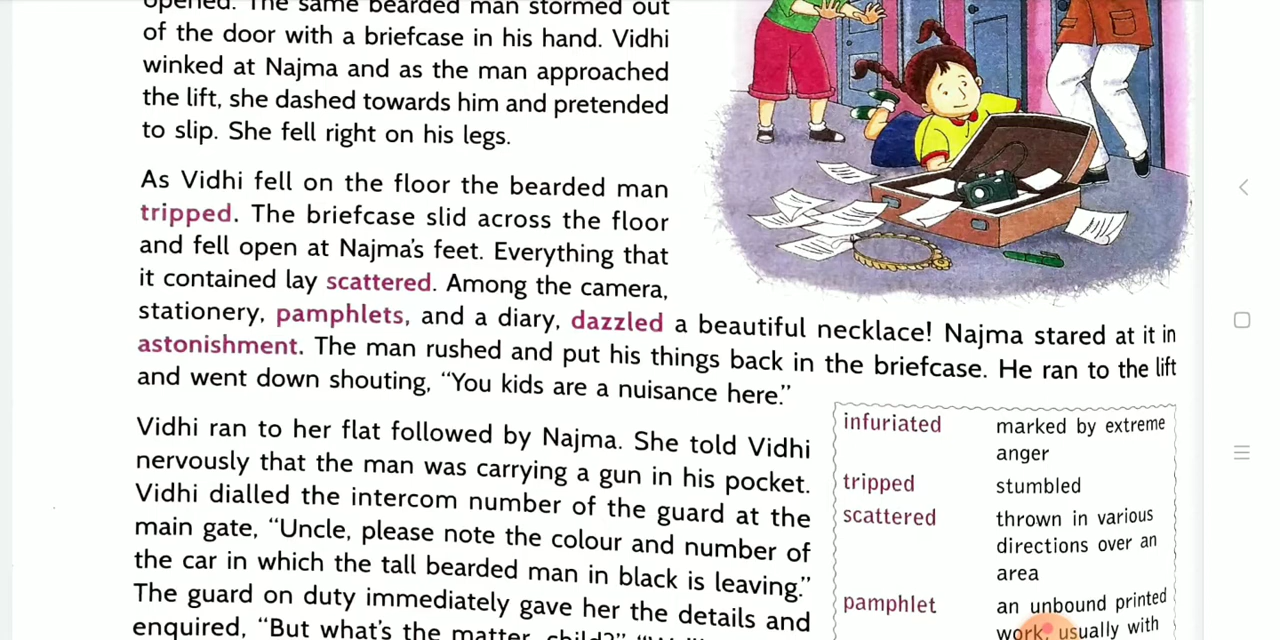 opened. The same bearded man stormed out
of the door with a briefcase in his hand. Vidhi
winked at Najma and as the man approached
the lift, she dashed towards him and pretended
to slip. She fell right on his legs.
As Vidhi fell on the floor the bearded man
tripped. The briefcase slid across the floor
and fell open at Najma's feet. Everything that
it contained lay scattered. Among the camera,
stationery, pamphlets, and a diary, dazzled a beautiful necklace! Najma stared at it in
astonishment. The man rushed and put his things back in the briefcase. He ran to the lift
and went down shouting, “You kids are a nuisance here.”
Vidhi ran to her flat followed by Najma. She told Vidhi
nervously that the man was carrying a gun in his pocket.
Vidhi dialled the intercom number of the guard at the
main gate, “Uncle, please note the colour and number of
the car in which the tall bearded man in black is leaving.”
The guard on duty immediately gave her the details and
enquired, “But what's the matter, child?”
infuriated marked by extreme
anger
tripped stumbled
scattered thrown in various
directions over an
area
pamphlet an unbound printed
work, usually with